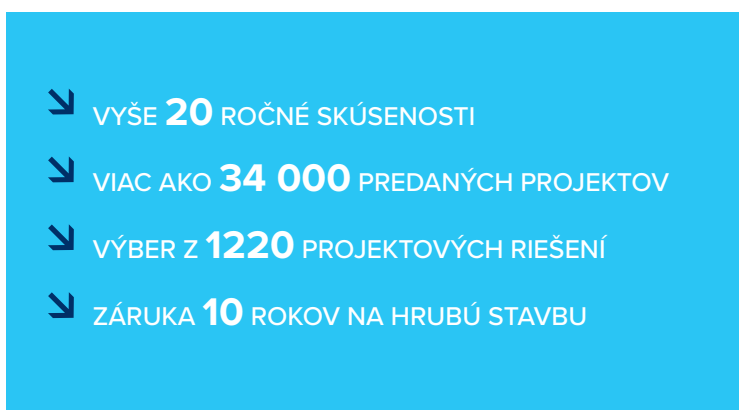 VYŠE 20 ROČNÉ SKÚSENOSTI
VIAC AKO 34 000 PREDANÝCH PROJEKTOV
VÝBER Z 1220 PROJEKTOVÝCH RIEŠENÍ
ZÁRUKA 10 ROKOV NA HRUBÚ STAVBU